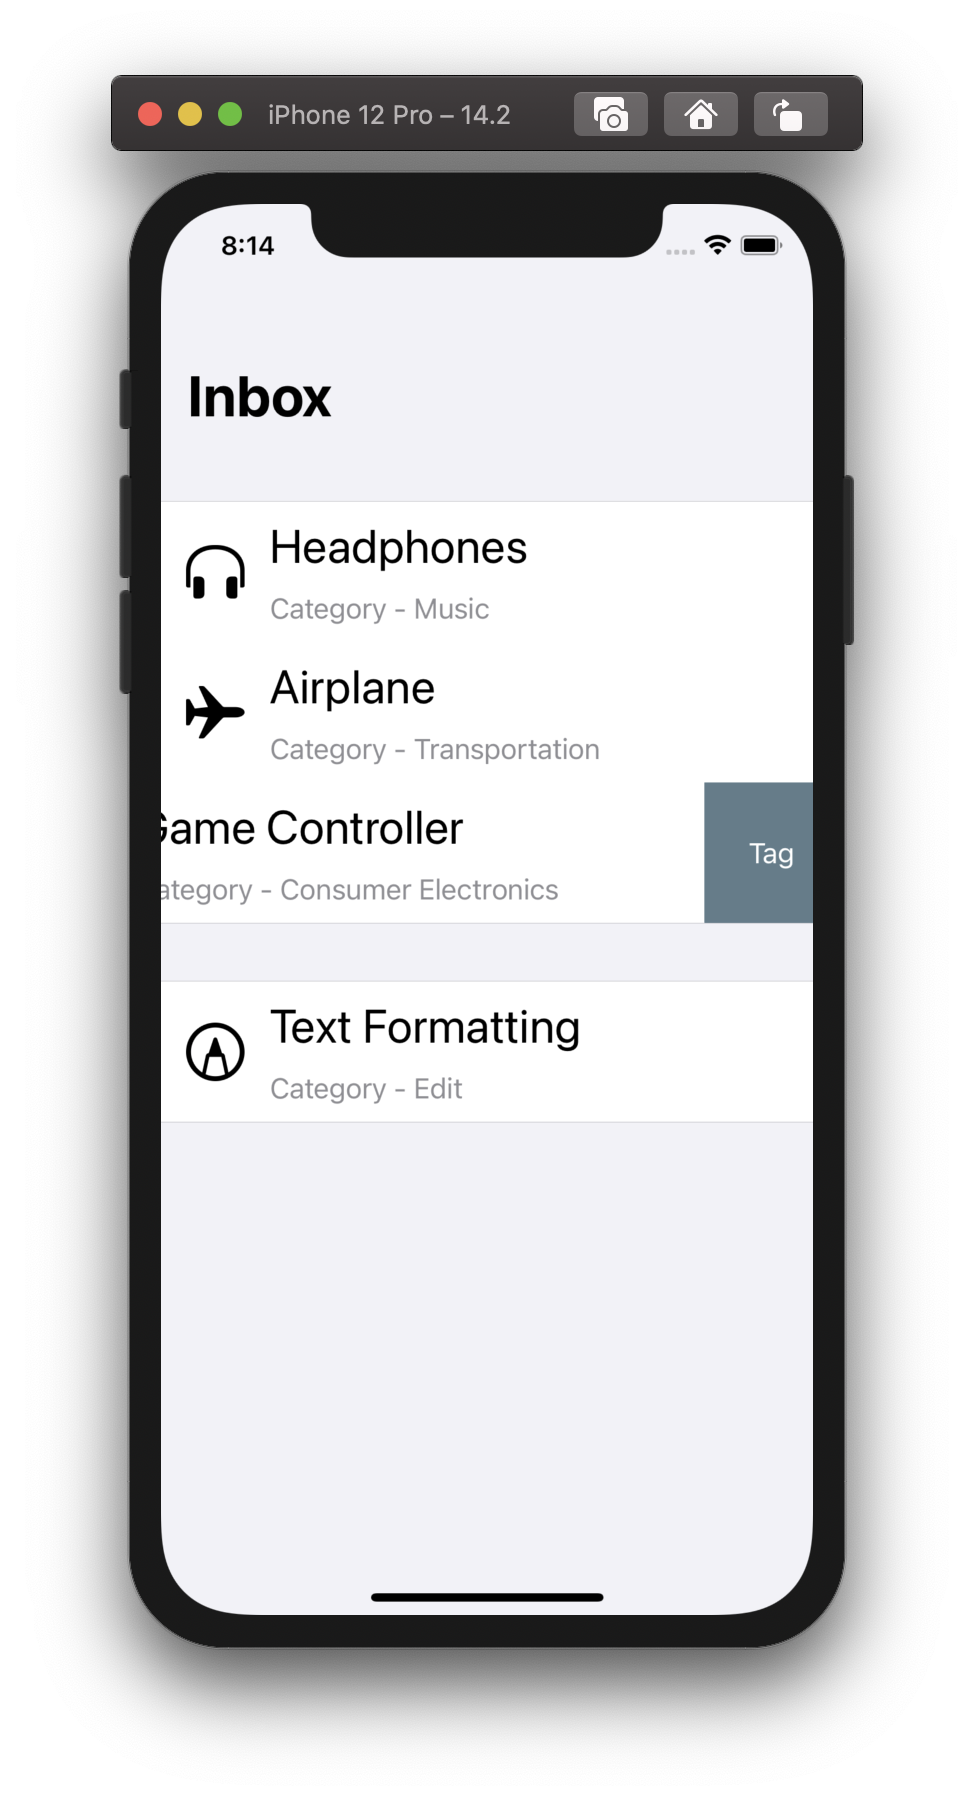 iPhone 12 Pro – 14.2
8:14
Inbox
Headphones
Category - Music
Airplane
Category - Transportation
Game Controller
ategory - Consumer Electronics
Tag
Text Formatting
Category - Edit